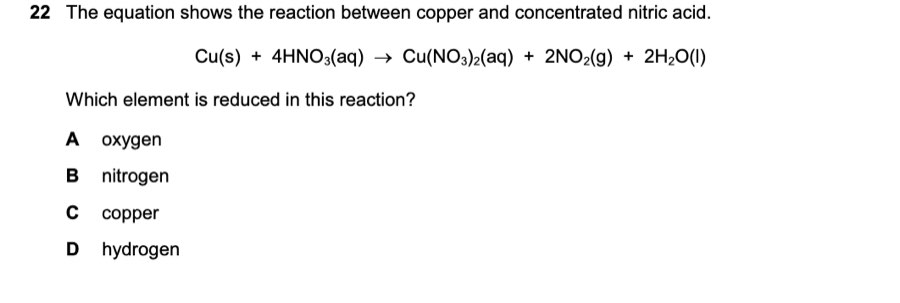 22 The equation shows the reaction between copper and concentrated nitric acid.
Cu(s) + 4HNO₃(aq) → Cu(NO₃)₂(aq) + 2NO₂(g) + 2H₂O(l)
Which element is reduced in this reaction?
A oxygen
B nitrogen
C copper
D hydrogen